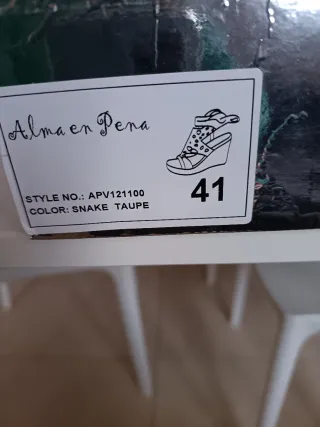 Alma en Pena
STYLE NO.: APV121100
COLOR: SNAKE TAUPE
41